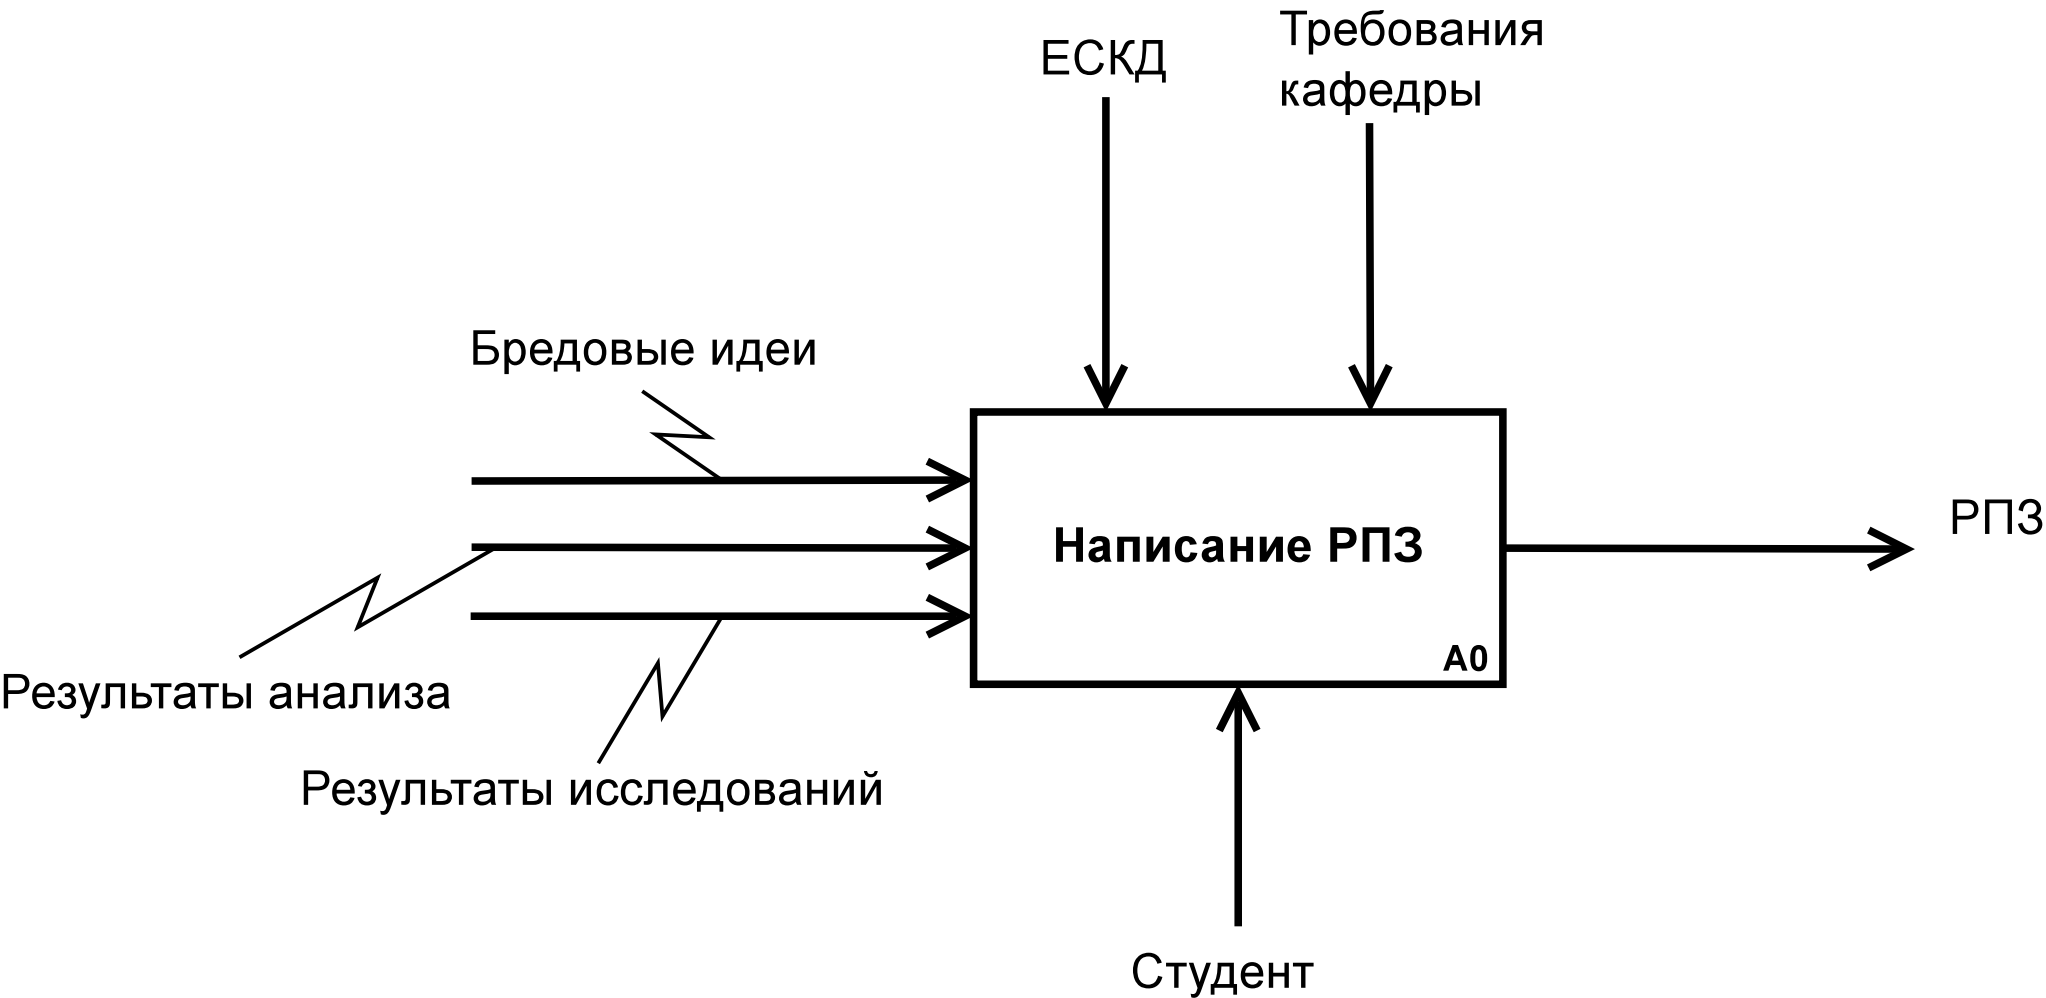 Требования
кафедры
ЕСКД
Бредовые идеи
Написание РПЗ
РПЗ
A0
Результаты анализа
Результаты исследований
Студент